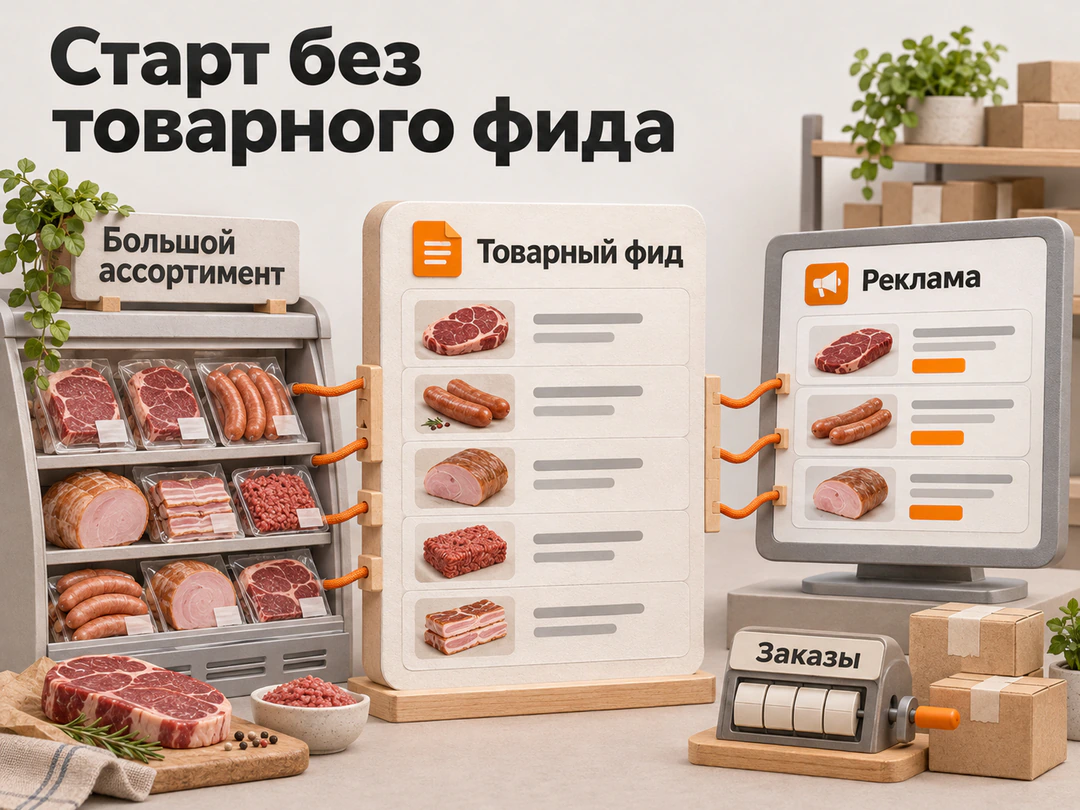 Старт без
товарного фида
Большой
ассортимент
Товарный фид
Реклама
Заказы